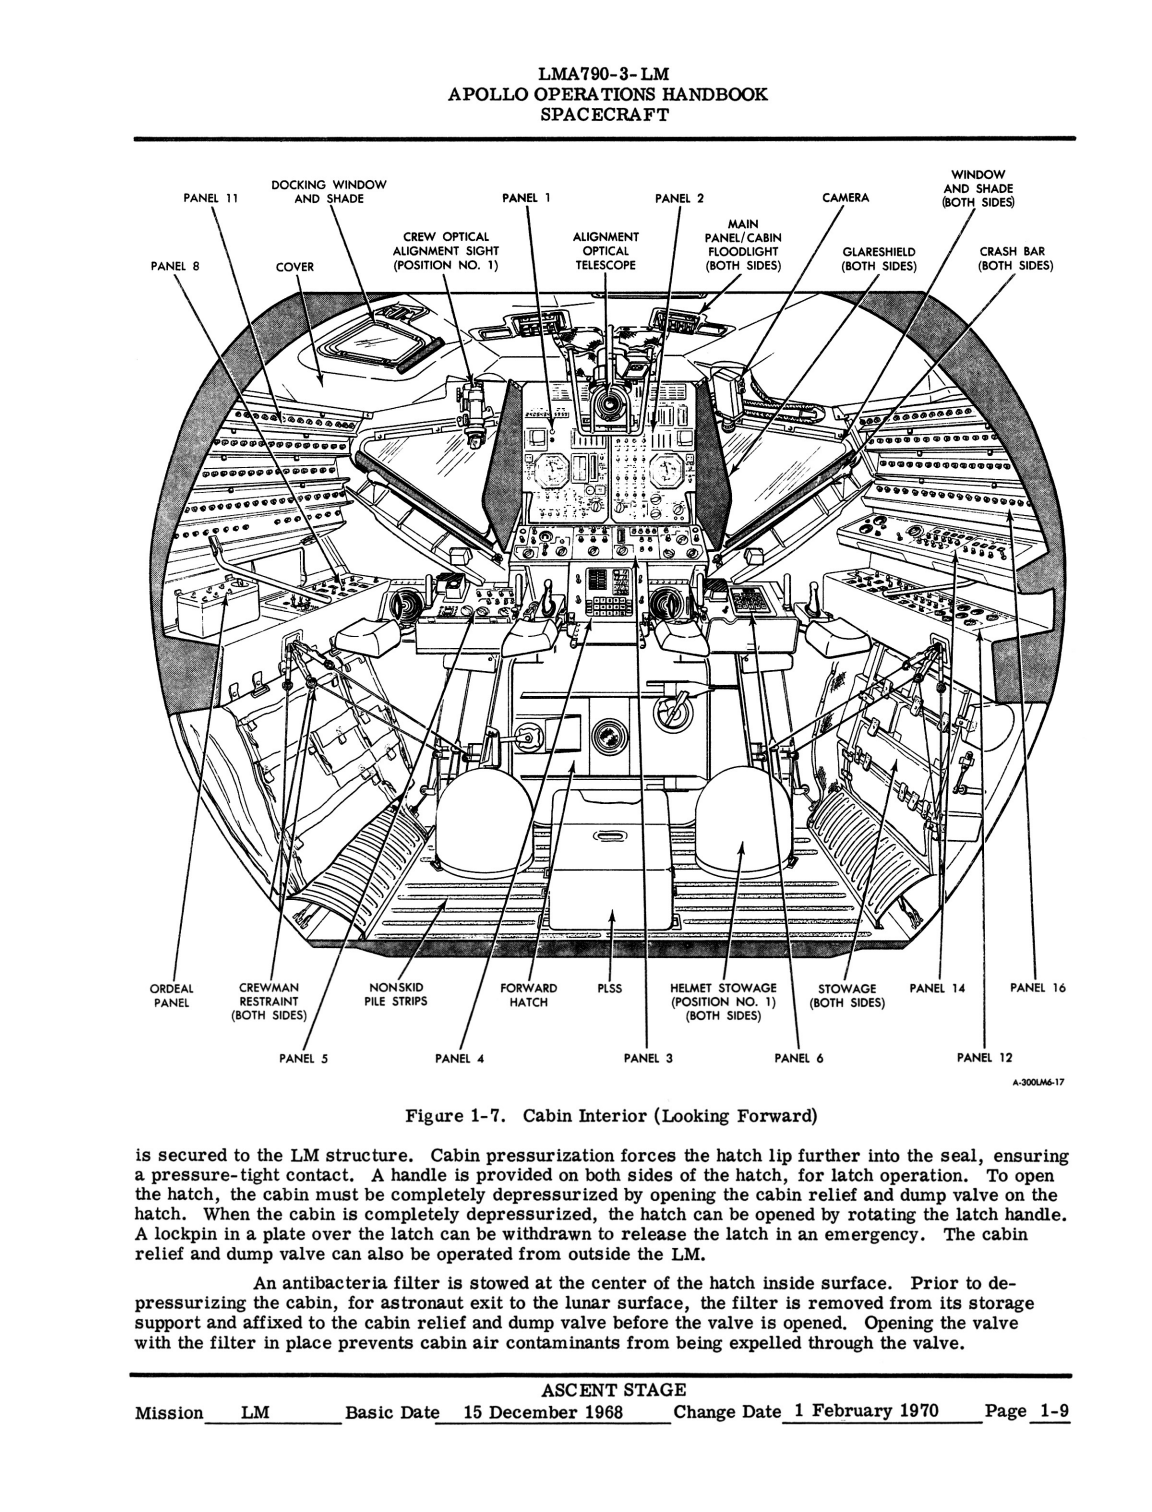 LMA790-3-LM
APOLLO OPERATIONS HANDBOOK
SPACECRAFT
PANEL 11
DOCKING WINDOW
AND SHADE
PANEL 1
PANEL 2
CAMERA
WINDOW
AND SHADE
(BOTH SIDES)
PANEL 8
COVER
CREW OPTICAL
ALIGNMENT SIGHT
(POSITION NO. 1)
ALIGNMENT
OPTICAL
TELESCOPE
MAIN
PANEL/CABIN
FLOODLIGHT
(BOTH SIDES)
GLARESHIELD
(BOTH SIDES)
CRASH BAR
(BOTH SIDES)
ORDEAL
PANEL
CREWMAN
RESTRAINT
(BOTH SIDES)
NONSKID
PILE STRIPS
FORWARD
HATCH
PLSS
HELMET STOWAGE
(POSITION NO. 1)
(BOTH SIDES)
STOWAGE
(BOTH SIDES)
PANEL 14
PANEL 16
PANEL 5
PANEL 4
PANEL 3
PANEL 6
PANEL 12
A-300LM6-17
Figure 1-7. Cabin Interior (Looking Forward)
is secured to the LM structure. Cabin pressurization forces the hatch lip further into the seal, ensuring
a pressure-tight contact. A handle is provided on both sides of the hatch, for latch operation. To open
the hatch, the cabin must be completely depressurized by opening the cabin relief and dump valve on the
hatch. When the cabin is completely depressurized, the hatch can be opened by rotating the latch handle.
A lockpin in a plate over the latch can be withdrawn to release the latch in an emergency. The cabin
relief and dump valve can also be operated from outside the LM.
An antibacteria filter is stowed at the center of the hatch inside surface. Prior to de-
pressurizing the cabin, for astronaut exit to the lunar surface, the filter is removed from its storage
support and affixed to the cabin relief and dump valve before the valve is opened. Opening the valve
with the filter in place prevents cabin air contaminants from being expelled through the valve.
ASCENT STAGE
Mission LM Basic Date 15 December 1968 Change Date 1 February 1970 Page 1-9